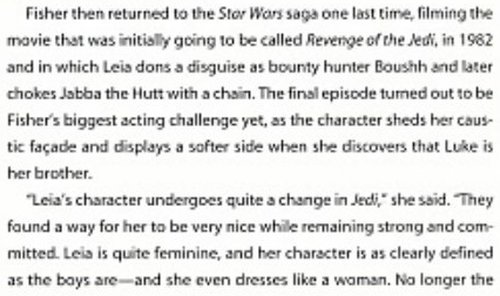 Fisher then returned to the Star Wars saga one last time, filming the
movie that was initially going to be called Revenge of the Jedi, in 1982
and in which Leia dons a disguise as bounty hunter Boushh and later
chokes Jabba the Hutt with a chain. The final episode turned out to be
Fisher's biggest acting challenge yet, as the character sheds her caus-
tic façade and displays a softer side when she discovers that Luke is
her brother.
"Leia's character undergoes quite a change in Jedi," she said. "They
found a way for her to be very nice while remaining strong and com-
mitted. Leia is quite feminine, and her character is as clearly defined
as the boys are—and she even dresses like a woman. No longer the